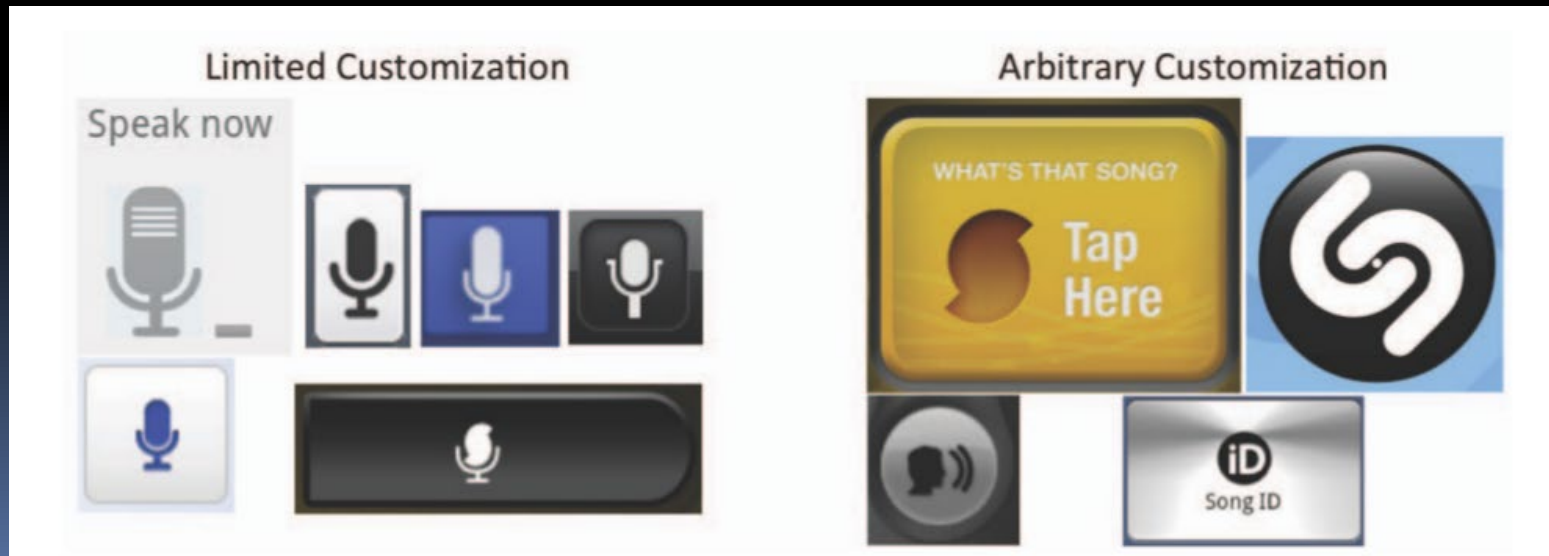 Limited Customization
Speak now
Arbitrary Customization
WHAT'S THAT SONG?
Tap
Here
iD
Song ID